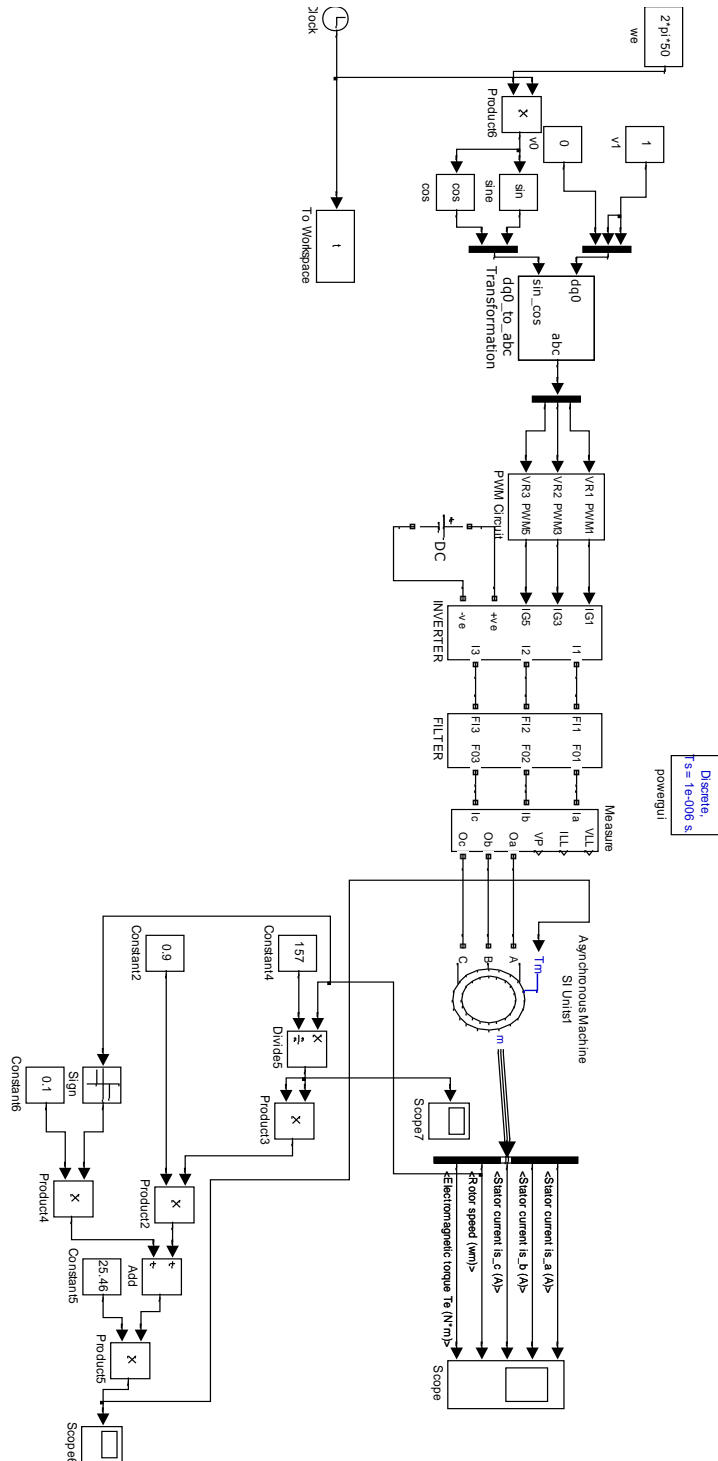 Discrete,
Ts = 1e-006 s.
powergui
2*pi*50
we
Product6
v0
0
v1
1
sin
sine
cos
cos
t
To Workspace
dq0
sin_cos
abc
dq0_to_abc
Transformation
VR1 PWM1
VR2 PWM3
VR3 PWM5
PWM Circuit
DC
IG1
IG3
IG5
+ve
-ve
I1
I2
I3
INVERTER
FI1 F01
FI2 F02
FI3 F03
FILTER
Measure
VLL
ILL
VP
Ia
Ib
Ic
Oa
Ob
Oc
Asynchronous Machine
SI Units1
Tm
A
B
C
m
<Stator current is_a (A)>
<Stator current is_b (A)>
<Stator current is_c (A)>
<Rotor speed (wm)>
<Electromagnetic torque Te (N*m)>
Scope
Scope7
157
Constant4
Divide5
Product3
0.9
Constant2
Product2
Sign
0.1
Constant6
Product4
Add
25.46
Constant5
Product5